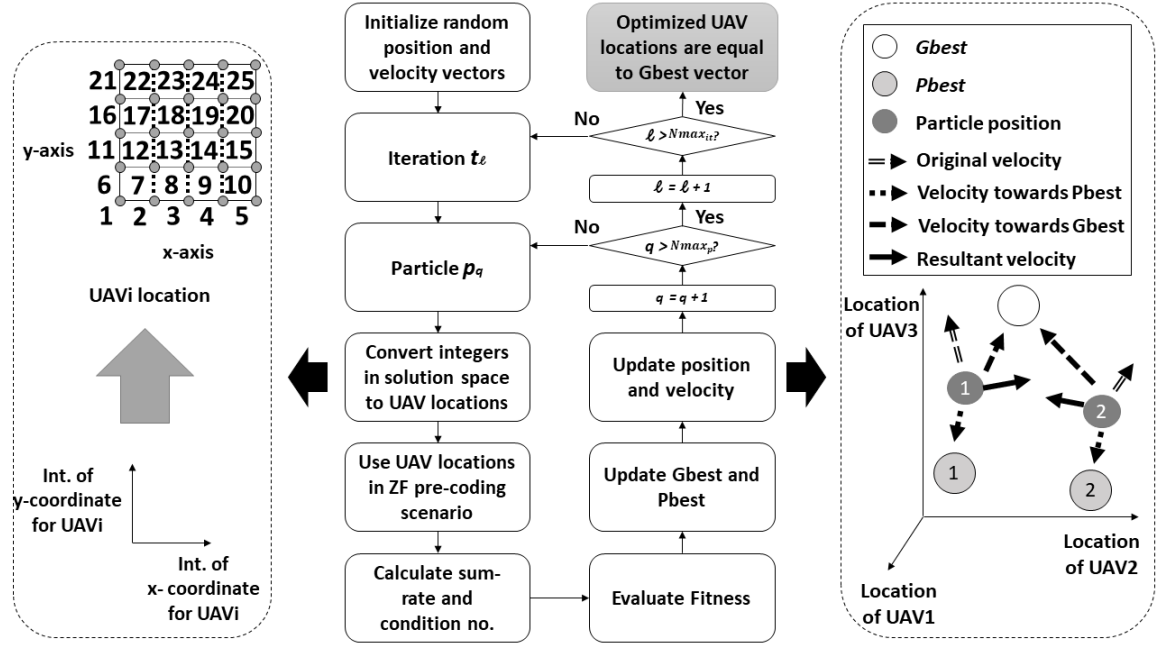 21 22 23 24 25
16 17 18 19 20
y-axis
11 12 13 14 15
6 7 8 9 10
1 2 3 4 5
x-axis
UAVi location
Int. of
y-coordinate
for UAVi
Int. of
x- coordinate
for UAVi
Initialize random
position and
velocity vectors
Iteration tℓ
Particle pq
Convert integers
in solution space
to UAV locations
Use UAV locations
in ZF pre-coding
scenario
Calculate sum-
rate and
condition no.
Optimized UAV
locations are equal
to Gbest vector
Yes
No
ℓ >Nmaxit?
ℓ = ℓ + 1
Yes
No
q >Nmaxp?
q = q + 1
Update position
and velocity
Update Gbest and
Pbest
Evaluate Fitness
Gbest
Pbest
Particle position
Original velocity
Velocity towards Pbest
Velocity towards Gbest
Resultant velocity
Location
of UAV3
1
2
1
2
Location
of UAV2
Location
of UAV1